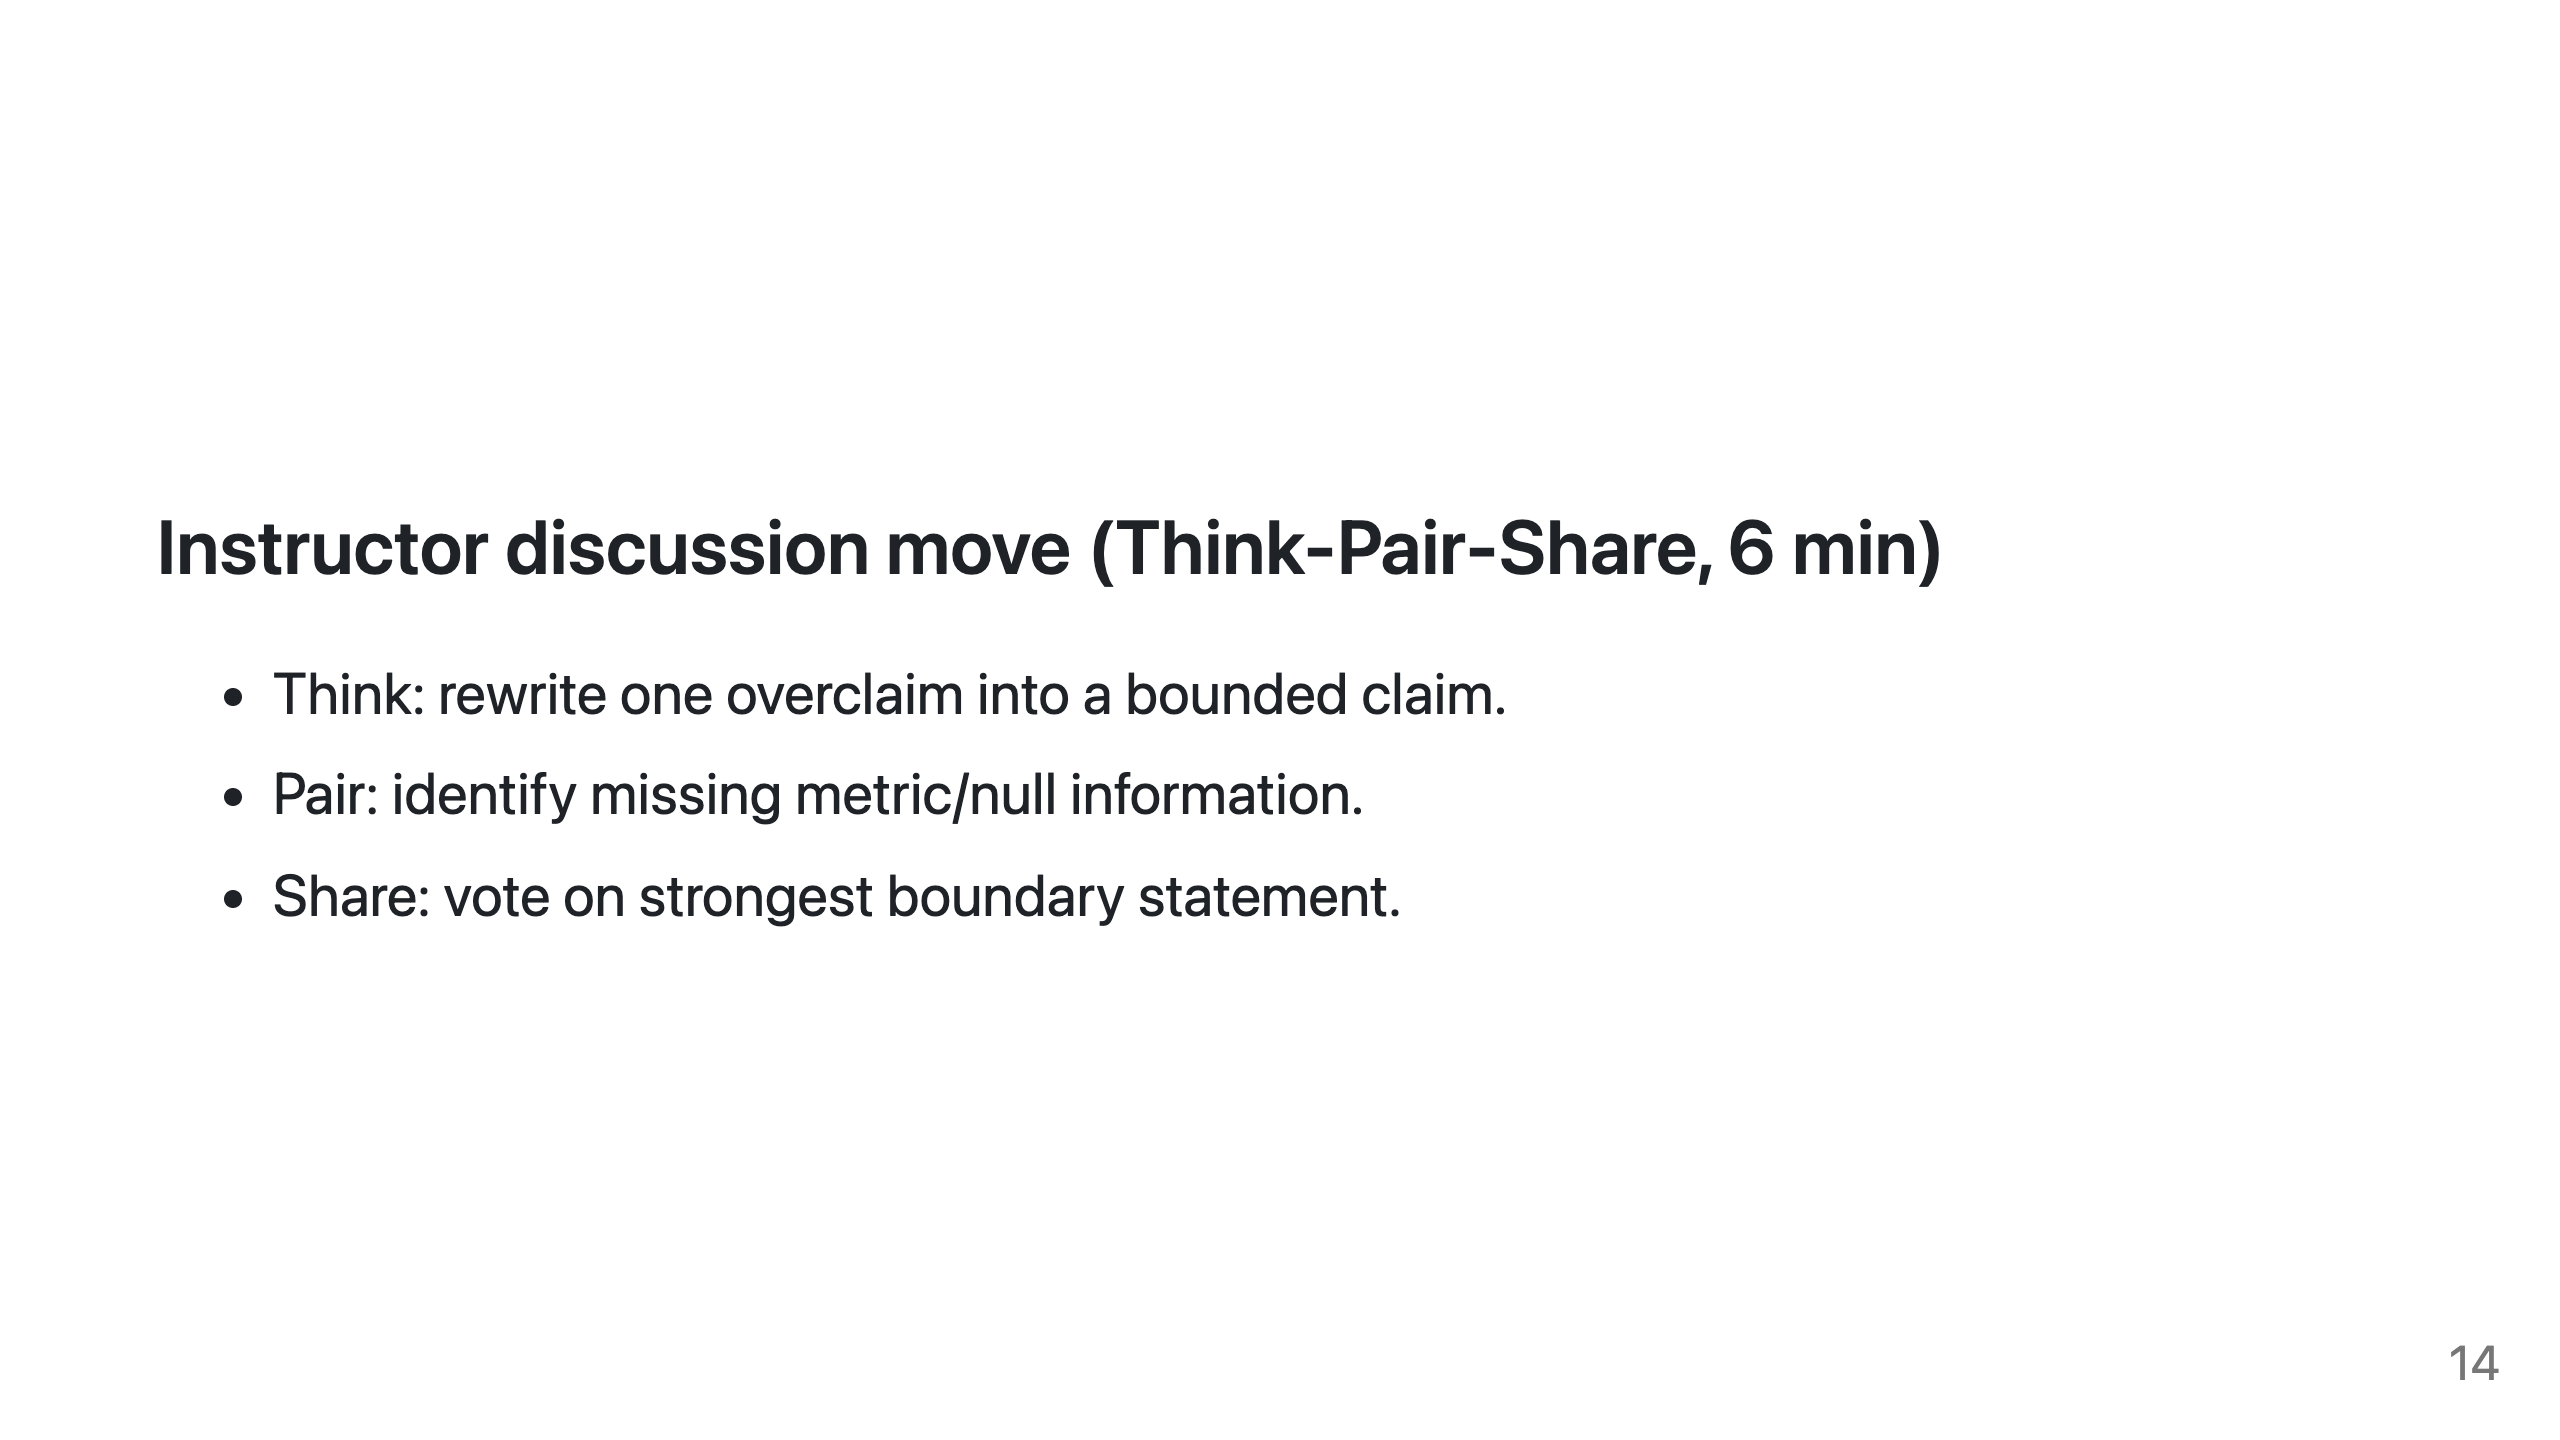 Instructor discussion move (Think-Pair-Share, 6 min)
• Think: rewrite one overclaim into a bounded claim.
• Pair: identify missing metric/null information.
• Share: vote on strongest boundary statement.
14